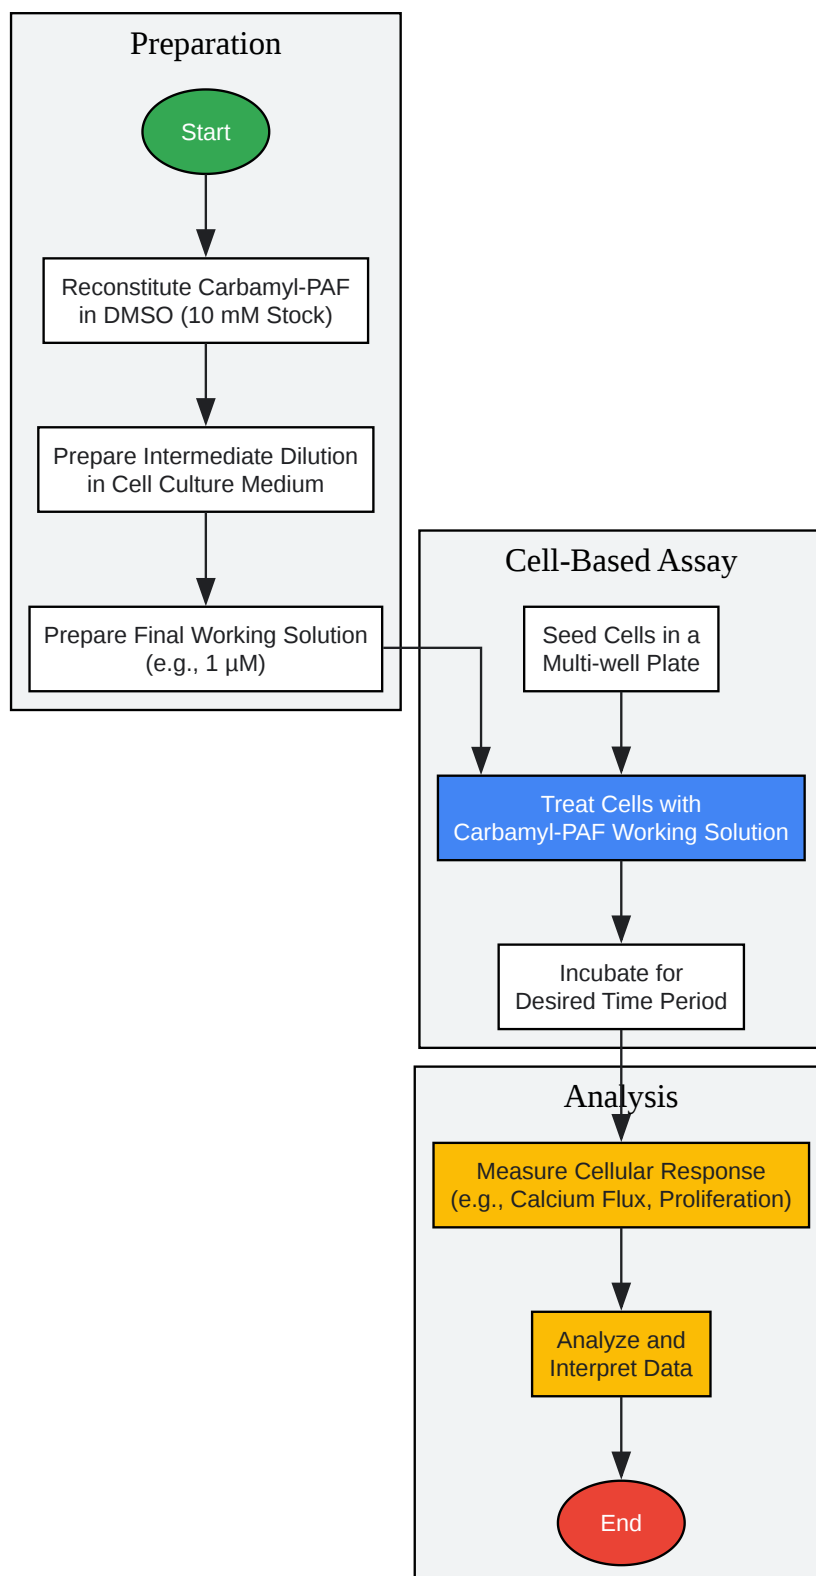 Preparation
Start
Reconstitute Carbamyl-PAF
in DMSO (10 mM Stock)
Prepare Intermediate Dilution
in Cell Culture Medium
Prepare Final Working Solution
(e.g., 1 µM)
Cell-Based Assay
Seed Cells in a
Multi-well Plate
Treat Cells with
Carbamyl-PAF Working Solution
Incubate for
Desired Time Period
Analysis
Measure Cellular Response
(e.g., Calcium Flux, Proliferation)
Analyze and
Interpret Data
End